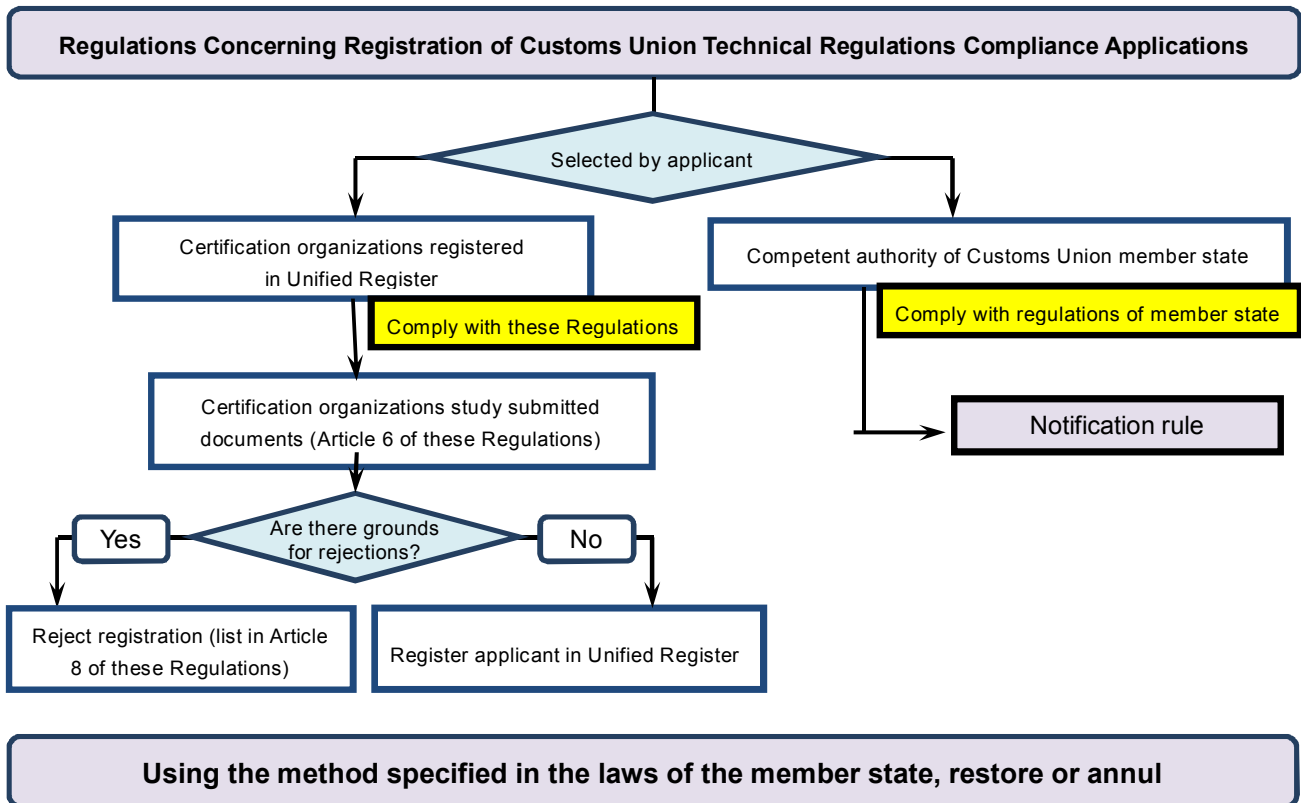 Regulations Concerning Registration of Customs Union Technical Regulations Compliance Applications
Selected by applicant
Certification organizations registered
in Unified Register
Competent authority of Customs Union member state
Comply with these Regulations
Comply with regulations of member state
Certification organizations study submitted
documents (Article 6 of these Regulations)
Notification rule
Are there grounds
for rejections?
Yes
No
Reject registration (list in Article
8 of these Regulations)
Register applicant in Unified Register
Using the method specified in the laws of the member state, restore or annul